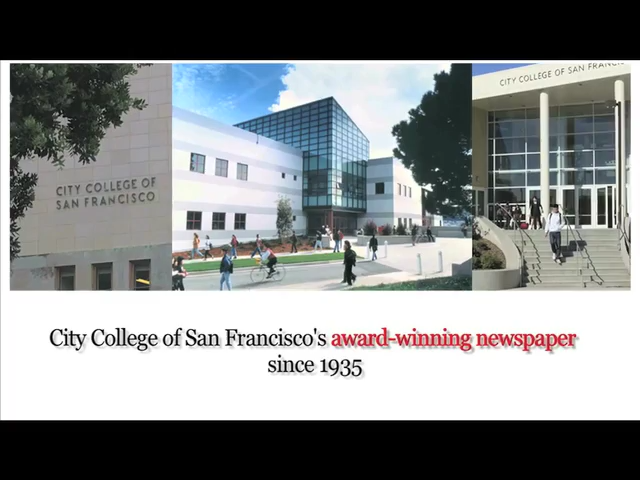 CITY COLLEGE OF
SAN FRANCISCO
CITY COLLEGE OF SAN FRANCIS
City College of San Francisco's award-winning newspaper
since 1935